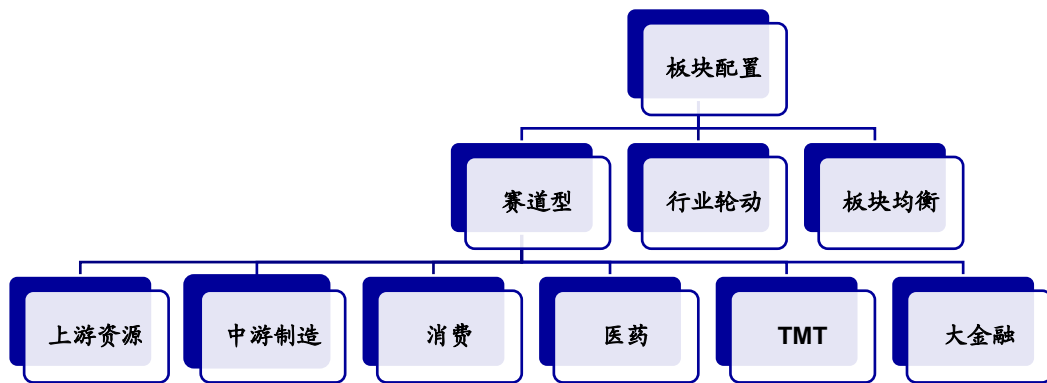 板块配置
赛道型
行业轮动
板块均衡
上游资源
中游制造
消费
医药
TMT
大金融